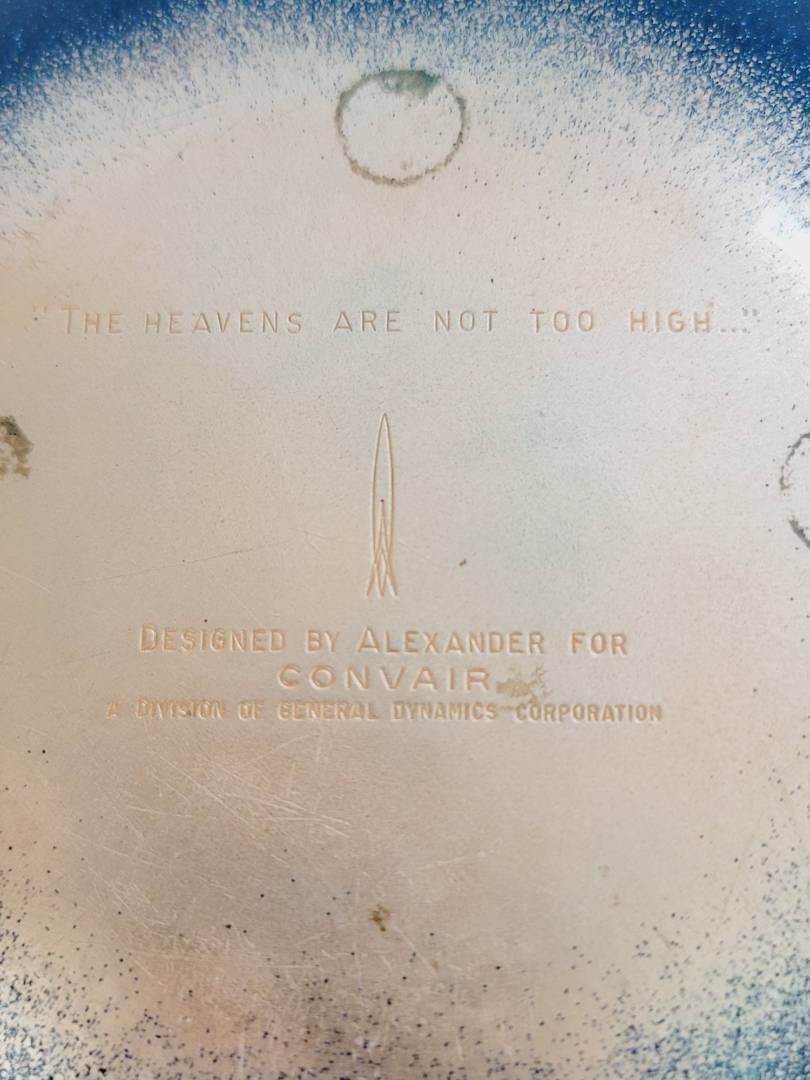 "THE HEAVENS ARE NOT TOO HIGH..."
DESIGNED BY ALEXANDER FOR
CONVAIR
A DIVISION OF GENERAL DYNAMICS CORPORATION